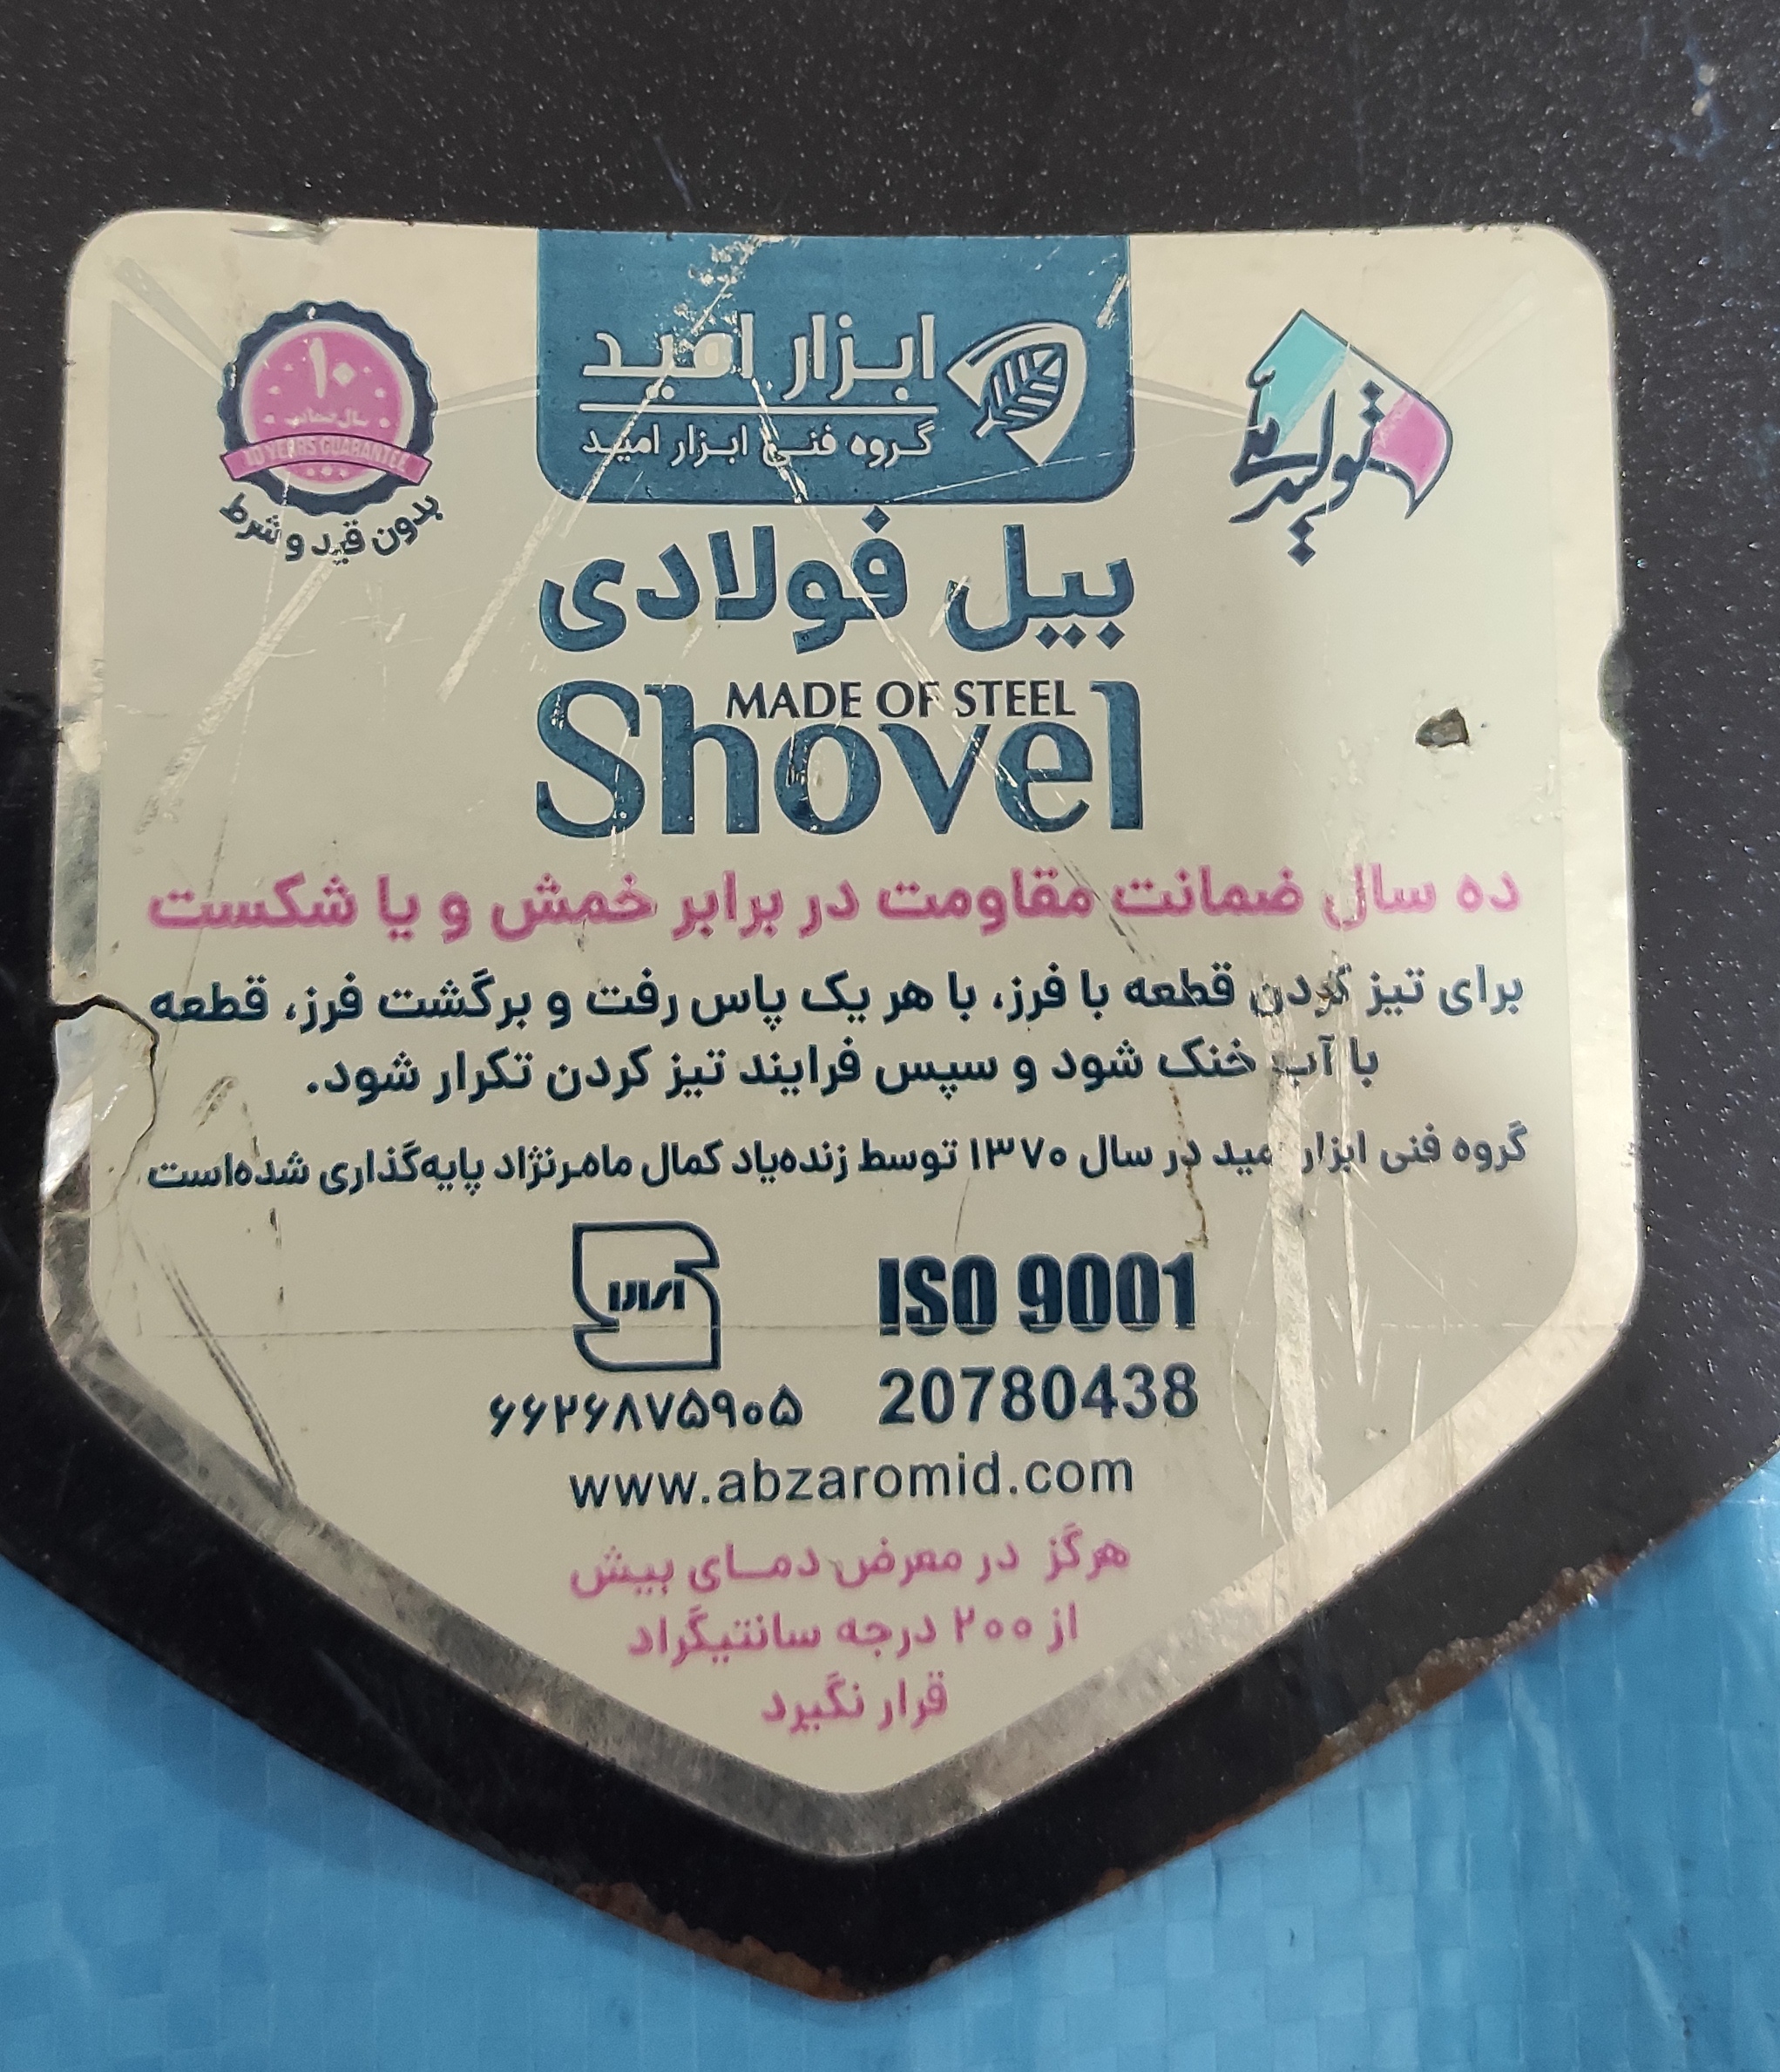 ابزار امید
گروه فنی ابزار امید
تولید ملی
۱۰
سال ضمانت
10 YEARS GUARANTEE
بدون قید و شرط
بیل فولادی
MADE OF STEEL
Shovel
ده سال ضمانت مقاومت در برابر خمش و یا شکست
برای تیز کردن قطعه با فرز، با هر یک پاس رفت و برگشت فرز، قطعه
با آب خنک شود و سپس فرایند تیز کردن تکرار شود.
گروه فنی ابزار امید در سال ۱۳۷۰ توسط زنده‌یاد کمال ماهرنژاد پایه‌گذاری شده‌است
ISO 9001
20780438
۶۶۲۶۸۷۵۹۰۵
www.abzaromid.com
هرگز در معرض دمای بیش
از ۲۰۰ درجه سانتیگراد
قرار نگیرد